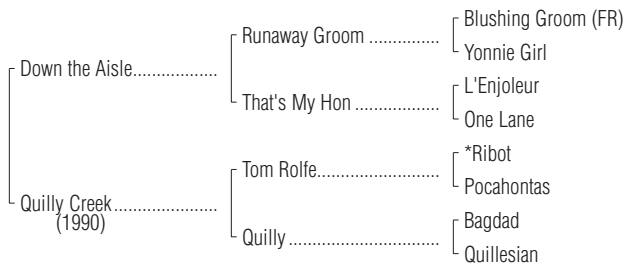 Blushing Groom (FR)
Runaway Groom
Yonnie Girl
Down the Aisle
L'Enjoleur
That's My Hon
One Lane
*Ribot
Tom Rolfe
Pocahontas
Quilly Creek
(1990)
Bagdad
Quilly
Quillesian